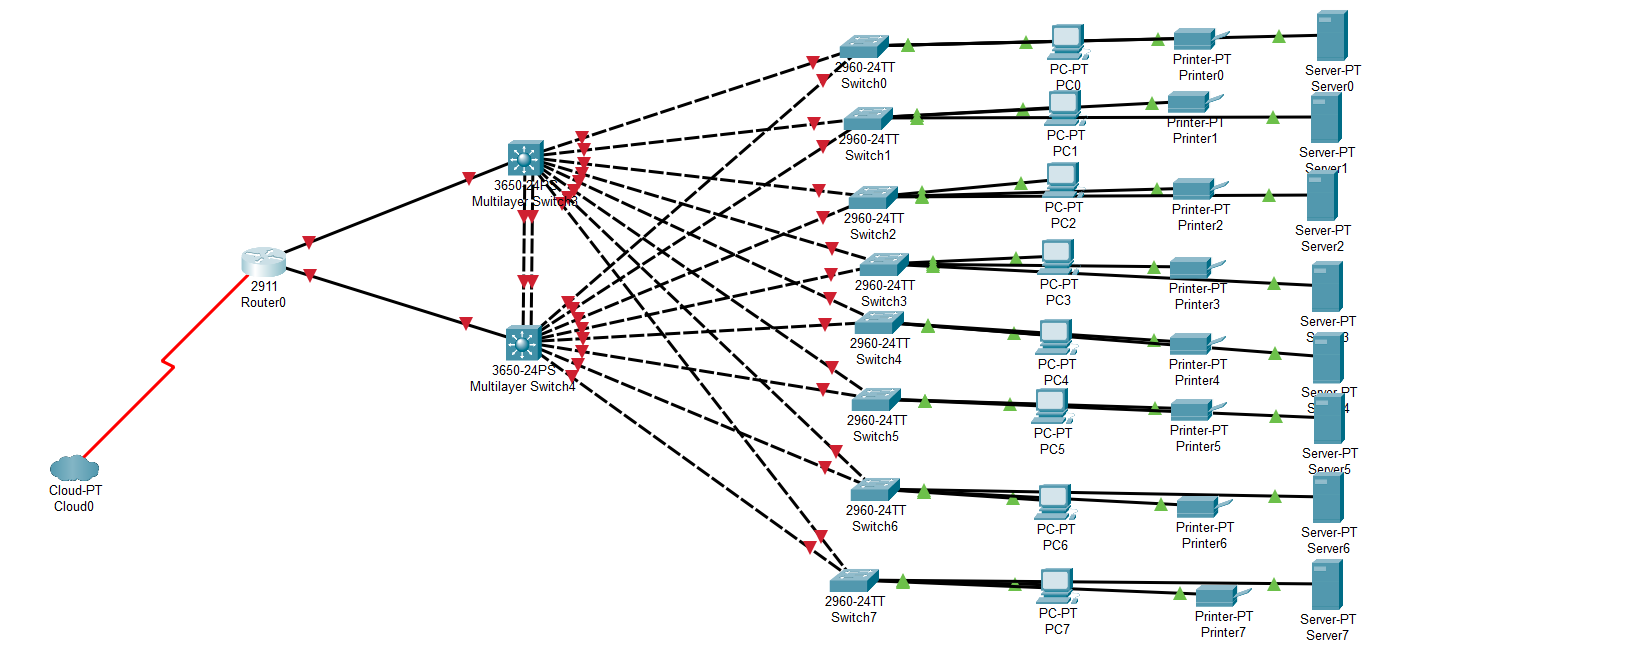 2960-24TT
Switch0
PC-PT
PC0
Printer-PT
Printer0
Server-PT
Server0
2960-24TT
Switch1
PC-PT
PC1
Printer-PT
Printer1
Server-PT
Server1
3650-24PS
Multilayer Switch3
2960-24TT
Switch2
PC-PT
PC2
Printer-PT
Printer2
Server-PT
Server2
2911
Router0
2960-24TT
Switch3
PC-PT
PC3
Printer-PT
Printer3
Server-PT
3650-24PS
Multilayer Switch4
2960-24TT
Switch4
PC-PT
PC4
Printer-PT
Printer4
Server-PT
2960-24TT
Switch5
PC-PT
PC5
Printer-PT
Printer5
Server-PT
Server5
Cloud-PT
Cloud0
2960-24TT
Switch6
PC-PT
PC6
Printer-PT
Printer6
Server-PT
Server6
2960-24TT
Switch7
PC-PT
PC7
Printer-PT
Printer7
Server-PT
Server7